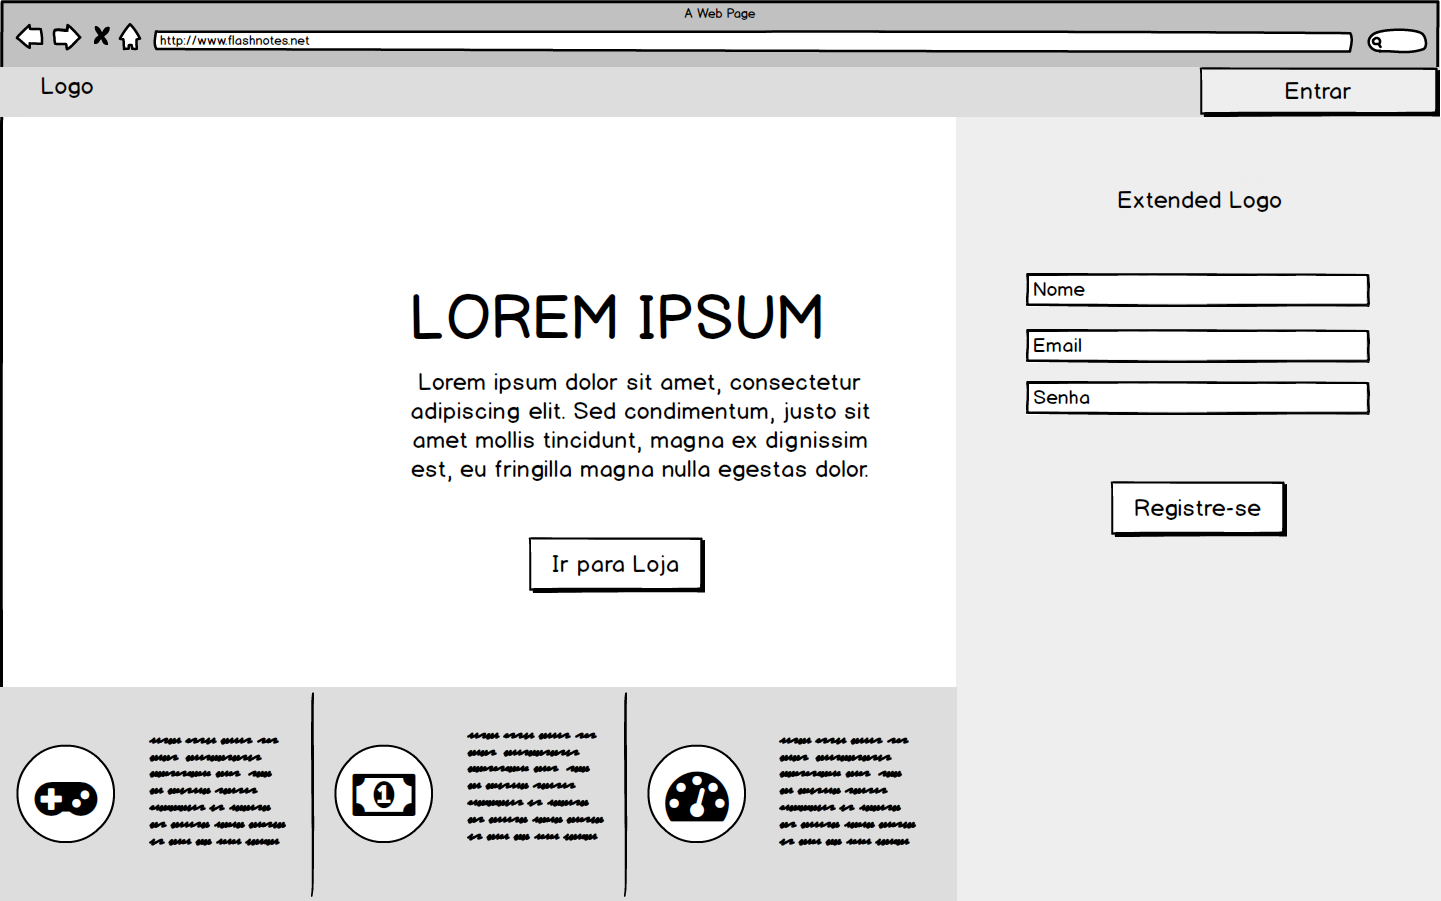 A Web Page
http://www.flashnotes.net
Logo
Entrar
LOREM IPSUM
Lorem ipsum dolor sit amet, consectetur
adipiscing elit. Sed condimentum, justo sit
amet mollis tincidunt, magna ex dignissim
est, eu fringilla magna nulla egestas dolor.
Ir para Loja
Extended Logo
Nome
Email
Senha
Registre-se
1